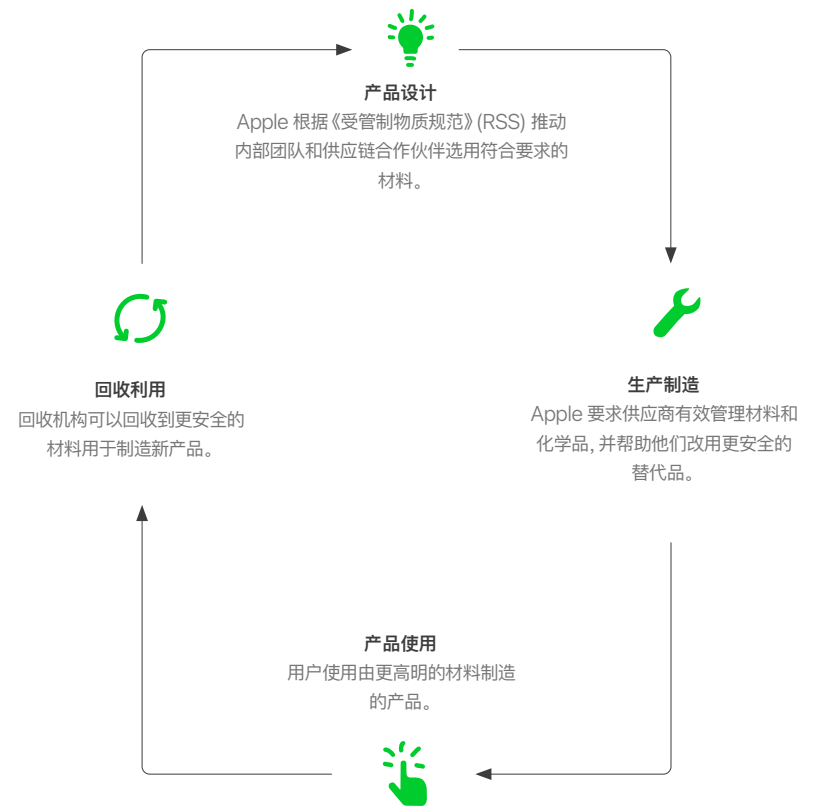 产品设计
Apple 根据《受管制物质规范》(RSS) 推动
内部团队和供应链合作伙伴选用符合要求的
材料。
回收利用
回收机构可以回收到更安全的
材料用于制造新产品。
生产制造
Apple 要求供应商有效管理材料和
化学品，并帮助他们改用更安全的
替代品。
产品使用
用户使用由更高明的材料制造
的产品。